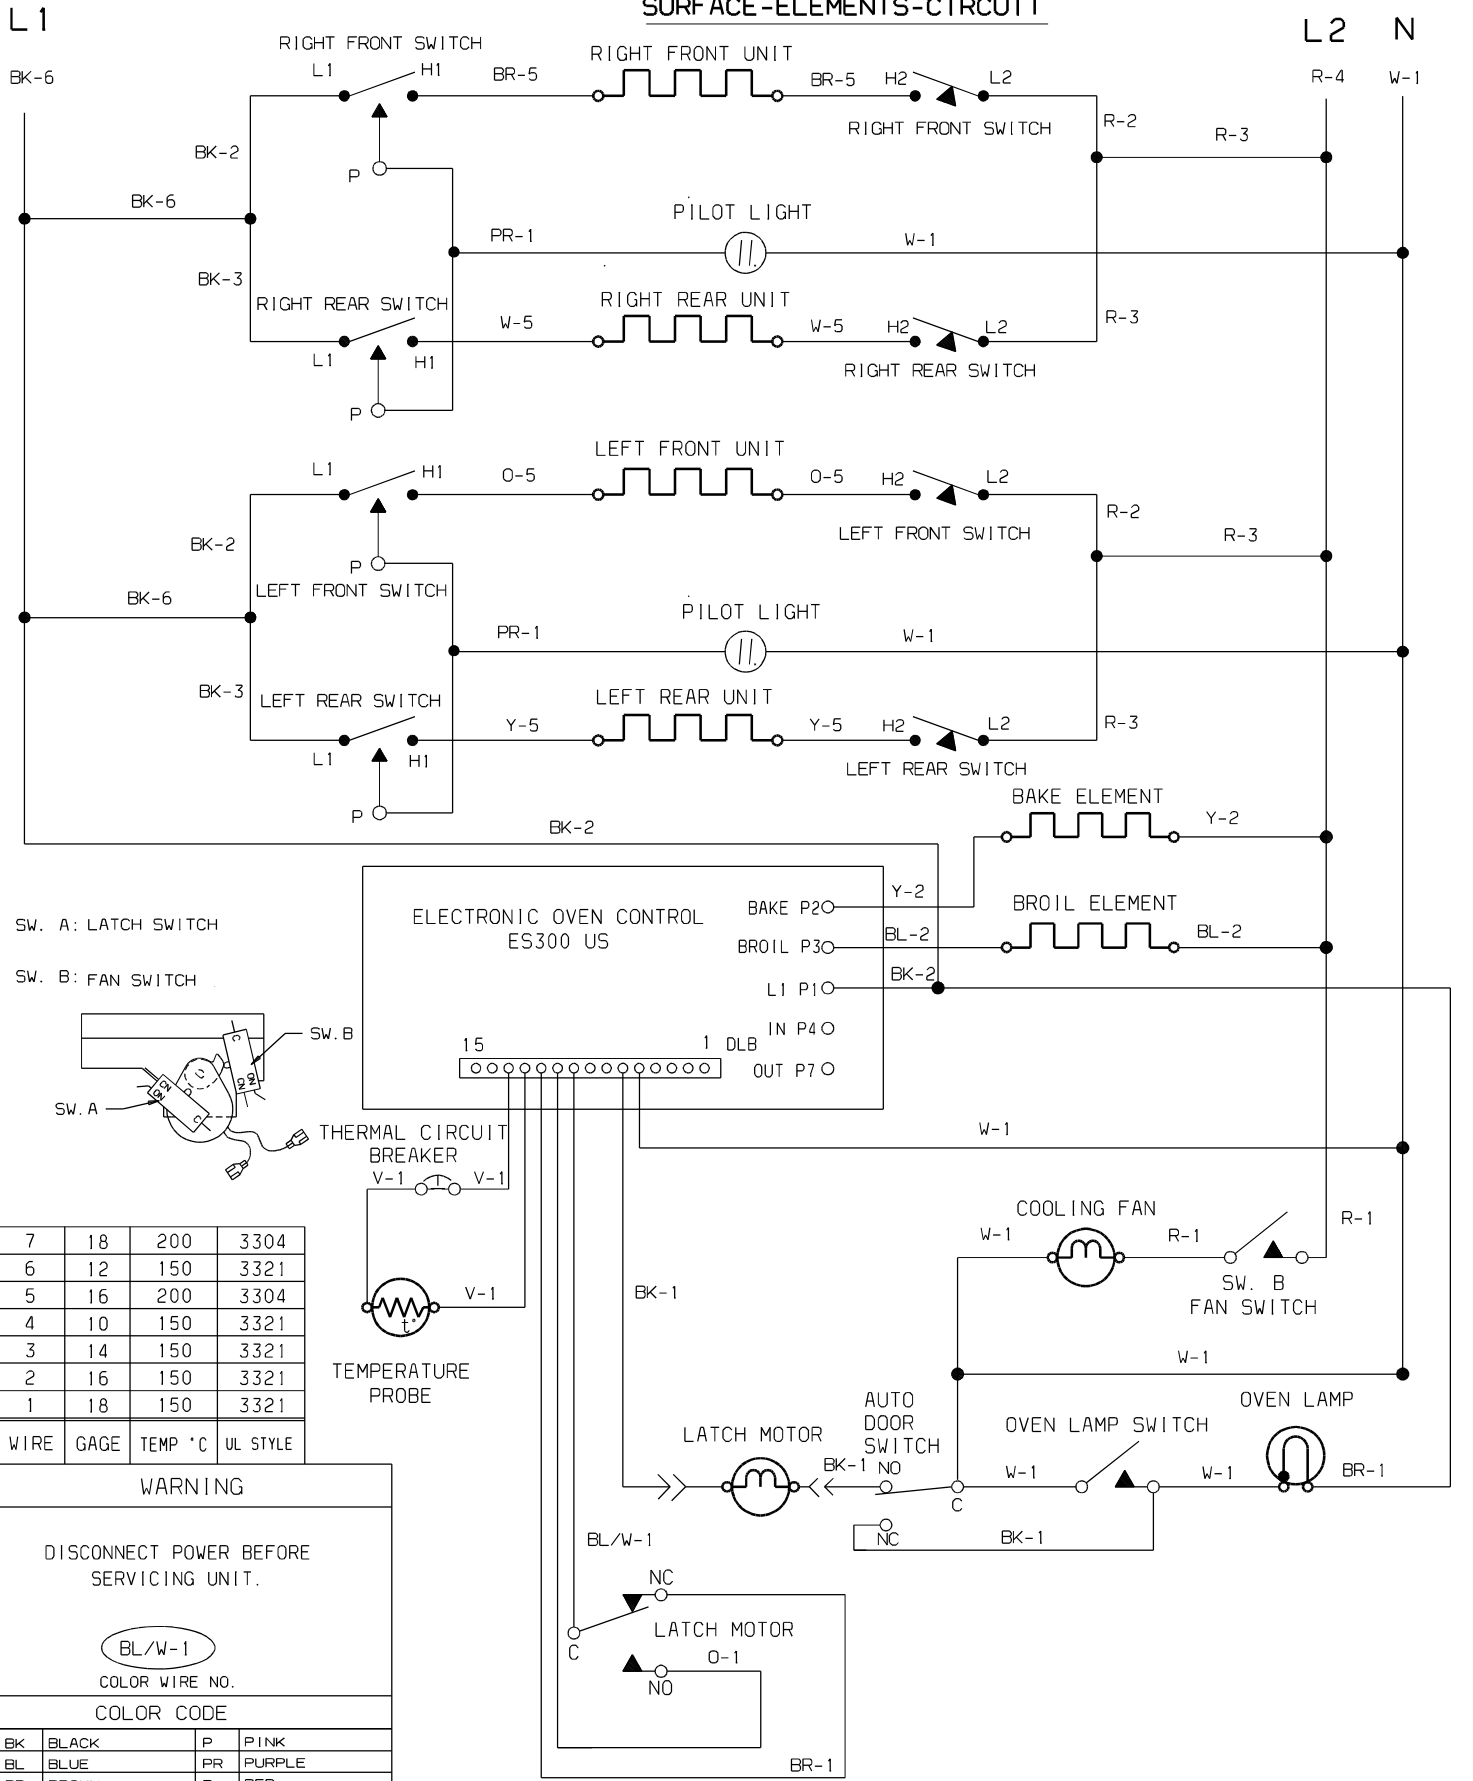 SURFACE-ELEMENTS-CIRCUIT
L1
L2 N
BK-6
R-4 W-1
RIGHT FRONT SWITCH
L1 H1
BR-5
RIGHT FRONT UNIT
BR-5
H2 L2
RIGHT FRONT SWITCH
R-2
R-3
BK-2
P
BK-6
PILOT LIGHT
PR-1
W-1
BK-3
RIGHT REAR SWITCH
RIGHT REAR UNIT
W-5
W-5
H2 L2
R-3
L1 H1
RIGHT REAR SWITCH
P
LEFT FRONT UNIT
L1 H1
O-5
O-5
H2 L2
R-2
LEFT FRONT SWITCH
R-3
BK-2
P
LEFT FRONT SWITCH
BK-6
PILOT LIGHT
PR-1
W-1
BK-3
LEFT REAR SWITCH
LEFT REAR UNIT
Y-5
Y-5
H2 L2
R-3
L1 H1
LEFT REAR SWITCH
P
BAKE ELEMENT
Y-2
BK-2
ELECTRONIC OVEN CONTROL
ES300 US
BAKE P2
Y-2
BROIL ELEMENT
BROIL P3
BL-2
BL-2
L1 P1
BK-2
IN P4
OUT P7
15
1 DLB
SW. A: LATCH SWITCH
SW. B: FAN SWITCH
C
SW.B
NO
CN
CN
NO
SW.A
C
THERMAL CIRCUIT
BREAKER
V-1 V-1
W-1
COOLING FAN
W-1
R-1
R-1
SW. B
FAN SWITCH
V-1
BK-1
TEMPERATURE
PROBE
W-1
7 18 200 3304
6 12 150 3321
5 16 200 3304
4 10 150 3321
3 14 150 3321
2 16 150 3321
1 18 150 3321
WIRE GAGE TEMP °C UL STYLE
AUTO
DOOR
SWITCH
LATCH MOTOR
BK-1
NO
C
NC
OVEN LAMP SWITCH
W-1
W-1
OVEN LAMP
BR-1
BK-1
WARNING
DISCONNECT POWER BEFORE
SERVICING UNIT.
BL/W-1
COLOR WIRE NO.
BL/W-1
NC
LATCH MOTOR
C
O-1
NO
BR-1
COLOR CODE
BK BLACK P PINK
BL BLUE PR PURPLE